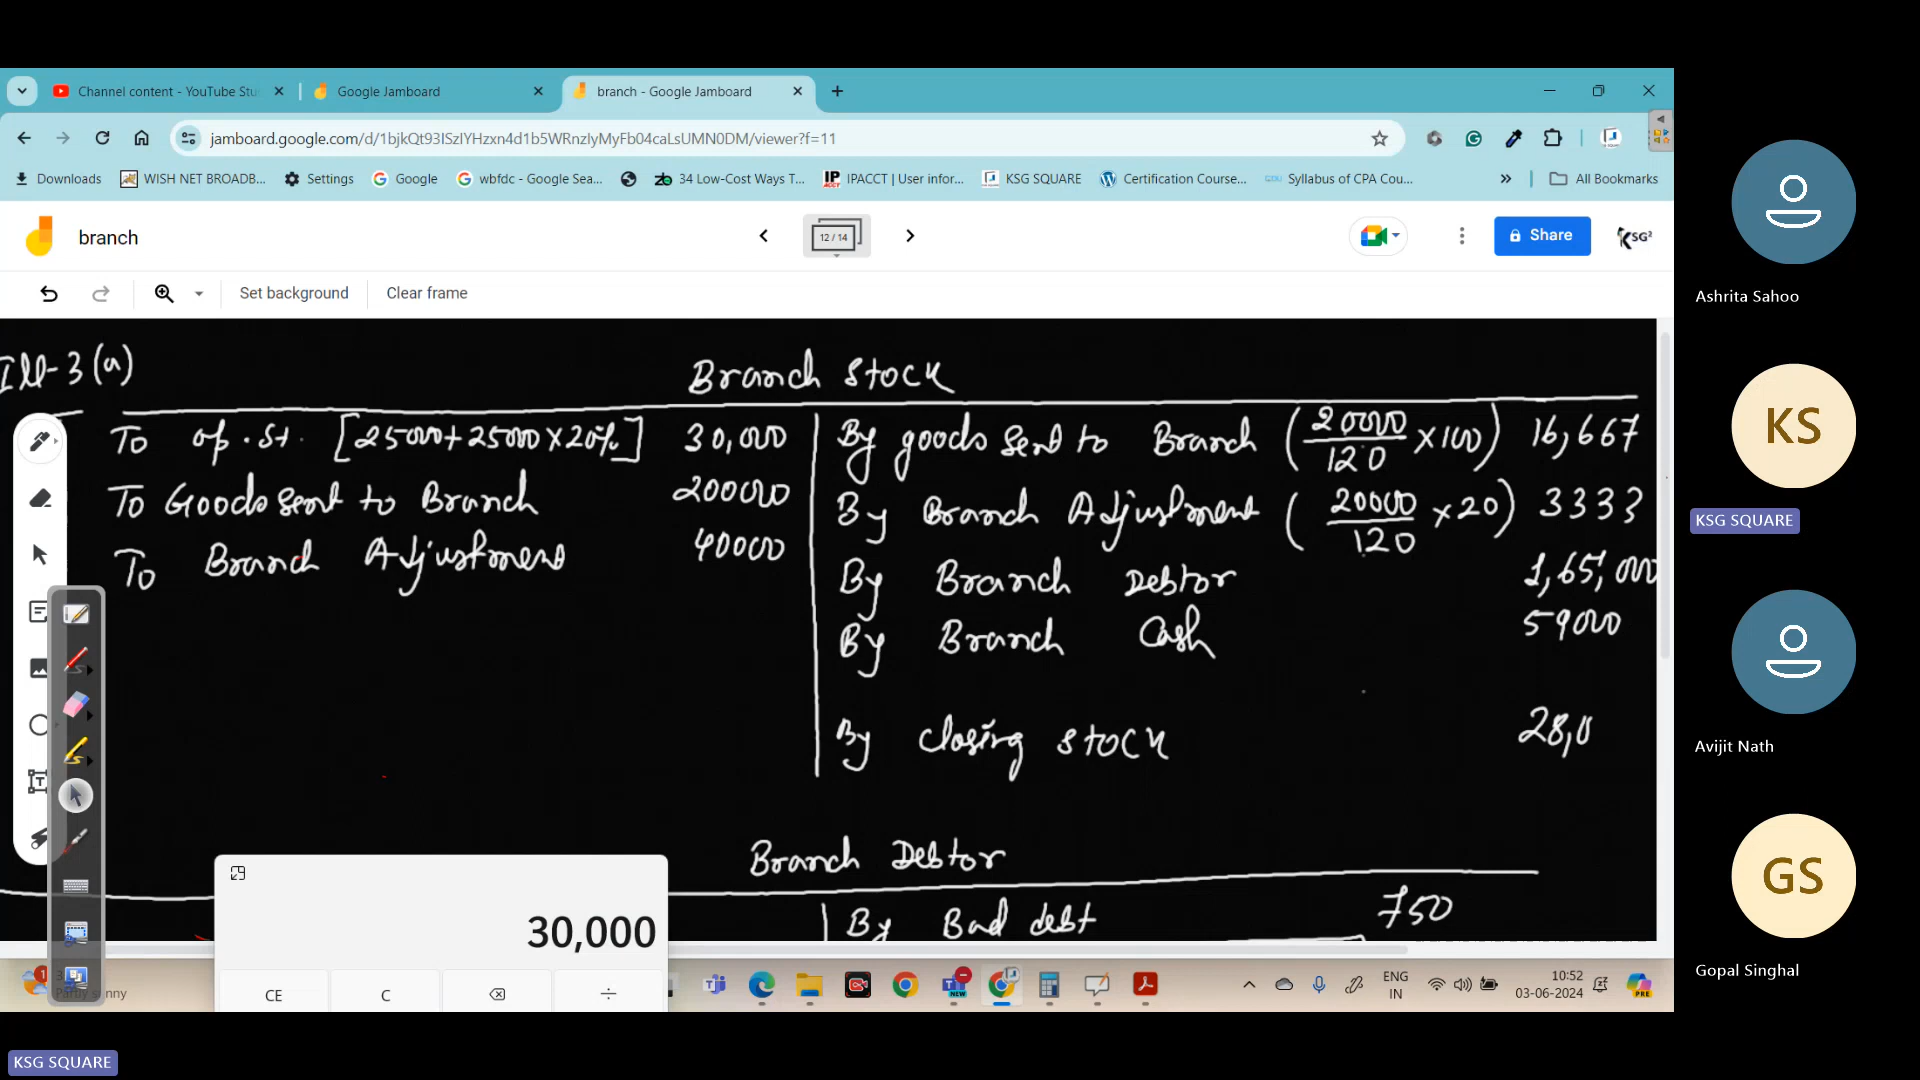 Channel content - YouTube Stu
Google Jamboard
branch - Google Jamboard
jamboard.google.com/d/1bjkQt93ISzIYHzxn4d1b5WRnzIyMyFb04caLsUMN0DM/viewer?f=11
Downloads
WISH NET BROADB...
Settings
Google
wbfdc - Google Sea...
34 Low-Cost Ways T...
IPACCT | User infor...
KSG SQUARE
Certification Course...
Syllabus of CPA Cou...
All Bookmarks
branch
12 / 14
Share
KSG²
Set background
Clear frame
Ill-3(a)
Branch Stock
To op. st. [25000+25000×20%] 30,000
To Goods sent to Branch 200000
To Branch Adjustment 40000
By goods sent to Branch (20000/120 ×100) 16,667
By Branch Adjustment (20000/120 ×20) 3333
By Branch Debtor 1,65,000
By Branch Cash 59000
By closing stock 28,0
Branch Debtor
By Bad debt 750
30,000
CE
C
÷
Partly sunny
ENG
IN
10:52
03-06-2024
Ashrita Sahoo
KS
KSG SQUARE
Avijit Nath
GS
Gopal Singhal
KSG SQUARE